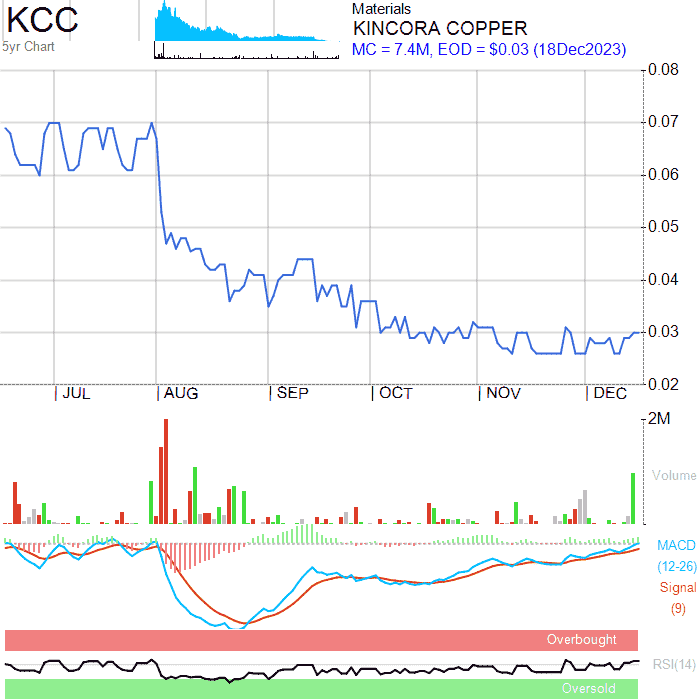 KCC
5yr Chart
Materials
KINCORA COPPER
MC = 7.4M, EOD = $0.03 (18Dec2023)
0.08
0.07
0.06
0.05
0.04
0.03
0.02
JUL AUG SEP OCT NOV DEC
2M
Volume
MACD
(12-26)
Signal
(9)
Overbought
RSI(14)
Oversold